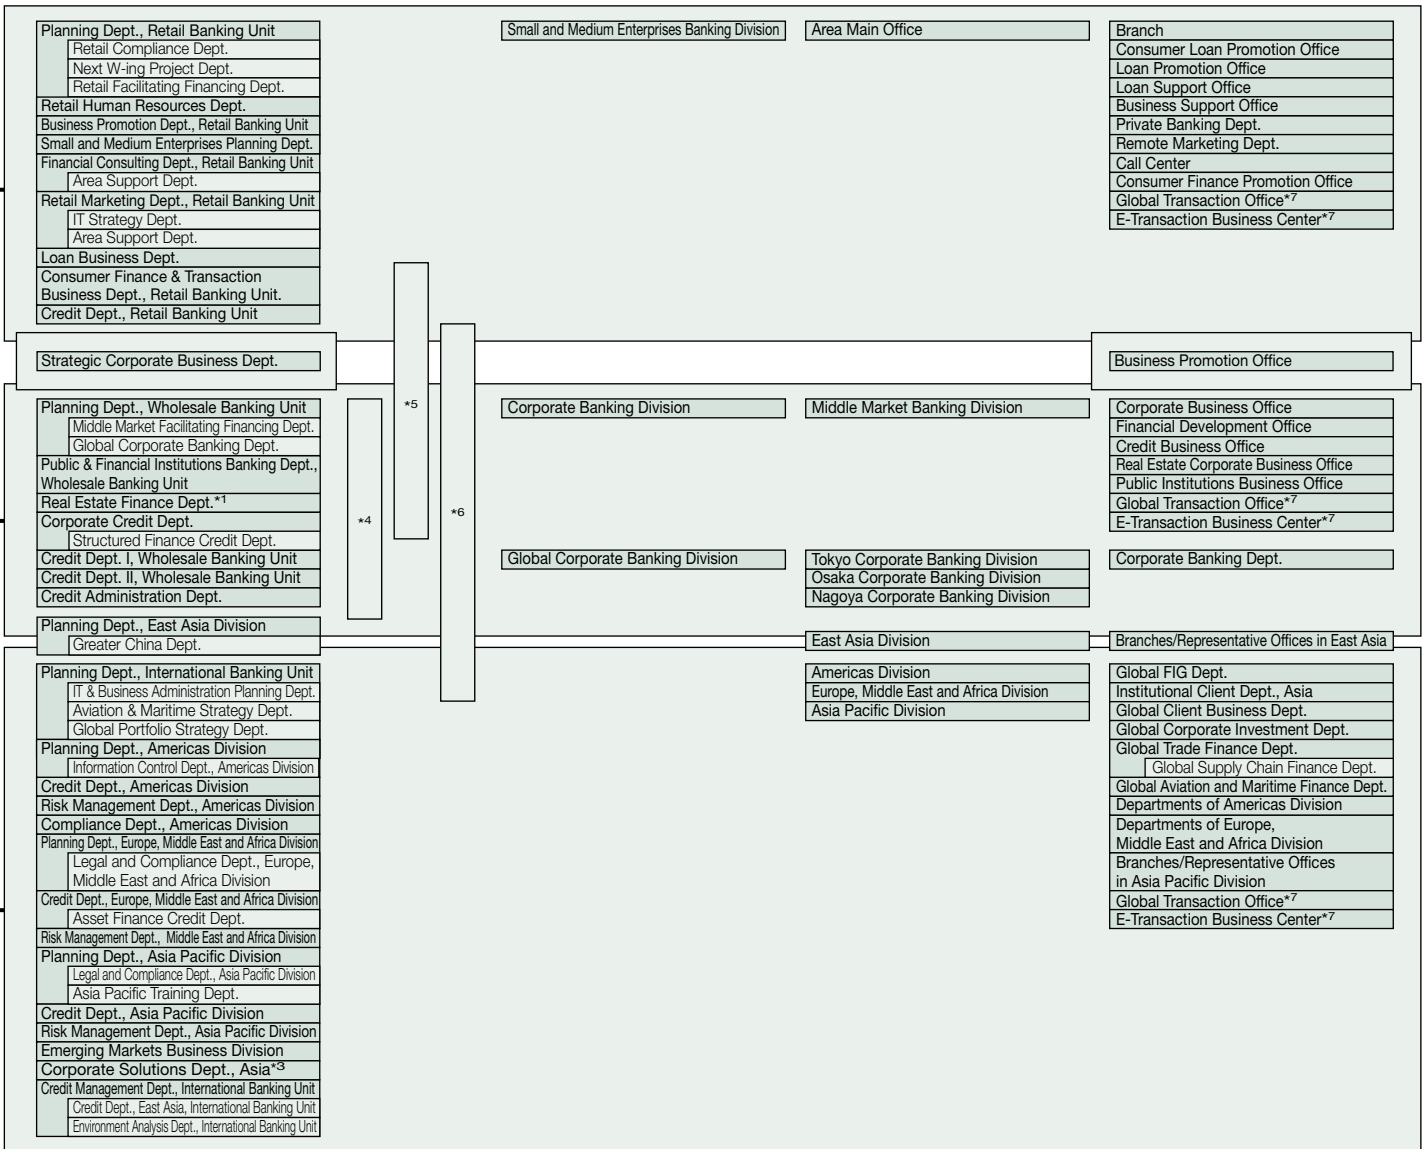 Planning Dept., Retail Banking Unit
Retail Compliance Dept.
Next W-ing Project Dept.
Retail Facilitating Financing Dept.
Retail Human Resources Dept.
Business Promotion Dept., Retail Banking Unit
Small and Medium Enterprises Planning Dept.
Financial Consulting Dept., Retail Banking Unit
Area Support Dept.
Retail Marketing Dept., Retail Banking Unit
IT Strategy Dept.
Area Support Dept.
Loan Business Dept.
Consumer Finance & Transaction
Business Dept., Retail Banking Unit.
Credit Dept., Retail Banking Unit
Small and Medium Enterprises Banking Division
Area Main Office
Branch
Consumer Loan Promotion Office
Loan Promotion Office
Loan Support Office
Business Support Office
Private Banking Dept.
Remote Marketing Dept.
Call Center
Consumer Finance Promotion Office
Global Transaction Office*7
E-Transaction Business Center*7
Strategic Corporate Business Dept.
Business Promotion Office
Planning Dept., Wholesale Banking Unit
Middle Market Facilitating Financing Dept.
Global Corporate Banking Dept.
Public & Financial Institutions Banking Dept.,
Wholesale Banking Unit
Real Estate Finance Dept.*1
Corporate Credit Dept.
Structured Finance Credit Dept.
Credit Dept. I, Wholesale Banking Unit
Credit Dept. II, Wholesale Banking Unit
Credit Administration Dept.
*4
*5
*6
Corporate Banking Division
Middle Market Banking Division
Corporate Business Office
Financial Development Office
Credit Business Office
Real Estate Corporate Business Office
Public Institutions Business Office
Global Transaction Office*7
E-Transaction Business Center*7
Global Corporate Banking Division
Tokyo Corporate Banking Division
Osaka Corporate Banking Division
Nagoya Corporate Banking Division
Corporate Banking Dept.
Planning Dept., East Asia Division
Greater China Dept.
East Asia Division
Branches/Representative Offices in East Asia
Planning Dept., International Banking Unit
IT & Business Administration Planning Dept.
Aviation & Maritime Strategy Dept.
Global Portfolio Strategy Dept.
Planning Dept., Americas Division
Information Control Dept., Americas Division
Credit Dept., Americas Division
Risk Management Dept., Americas Division
Compliance Dept., Americas Division
Planning Dept., Europe, Middle East and Africa Division
Legal and Compliance Dept., Europe,
Middle East and Africa Division
Credit Dept., Europe, Middle East and Africa Division
Asset Finance Credit Dept.
Risk Management Dept., Middle East and Africa Division
Planning Dept., Asia Pacific Division
Legal and Compliance Dept., Asia Pacific Division
Asia Pacific Training Dept.
Credit Dept., Asia Pacific Division
Risk Management Dept., Asia Pacific Division
Emerging Markets Business Division
Corporate Solutions Dept., Asia*3
Credit Management Dept., International Banking Unit
Credit Dept., East Asia, International Banking Unit
Environment Analysis Dept., International Banking Unit
Americas Division
Europe, Middle East and Africa Division
Asia Pacific Division
Global FIG Dept.
Institutional Client Dept., Asia
Global Client Business Dept.
Global Corporate Investment Dept.
Global Trade Finance Dept.
Global Supply Chain Finance Dept.
Global Aviation and Maritime Finance Dept.
Departments of Americas Division
Departments of Europe,
Middle East and Africa Division
Branches/Representative Offices
in Asia Pacific Division
Global Transaction Office*7
E-Transaction Business Center*7